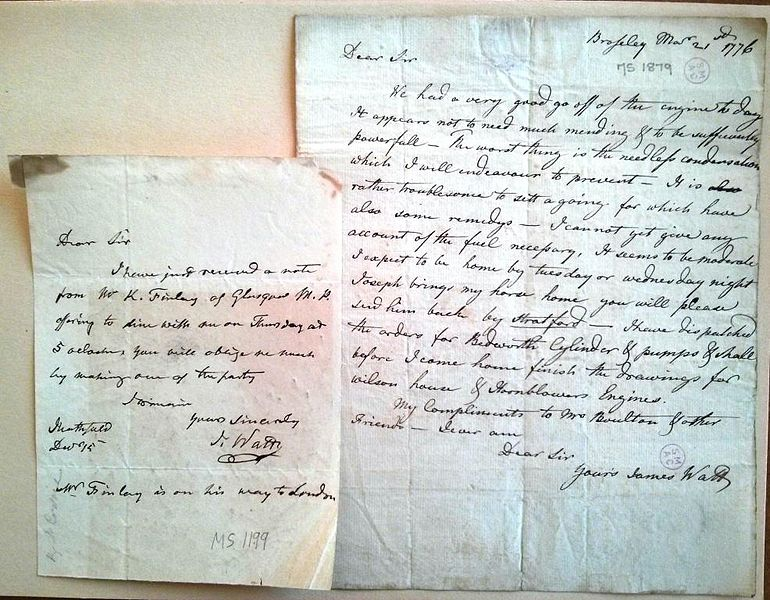 Dear Sir
I have just received a note
from Mr K. Finlay of Glasgow M.P.
offering to dine with me on Thursday at
5 oclock, you will oblige me much
by making one of the party
I remain
Yours Sincerely
J. Watt
Heathfield
Decr 15
Mr Finlay is on his way to London
MS 1199
Broseley Mar 21st 1776
MS 1879
Dear Sir
We had a very good go off of the engine to day
It appears not to need much mending & to be sufficiently
powerfull – The worst thing is the needless condensation
which I will endeavour to prevent – It is also
rather troublesome to sett a going for which have
also some remedys – I cannot yet give any
account of the fuel necessary, It seems to be moderate
I expect to be home by tuesday or wednesday night
Joseph brings my horse home you will please
send him back by Stratford – I have dispatched
the orders for Bedworth Cylinder & pumps & shall
before I come home finish the drawings for
wilson house & Hornblowers Engines.
My Compliments to Mrs Boulton & other
Friends – I ever am
Dear Sir
Yours James Watt